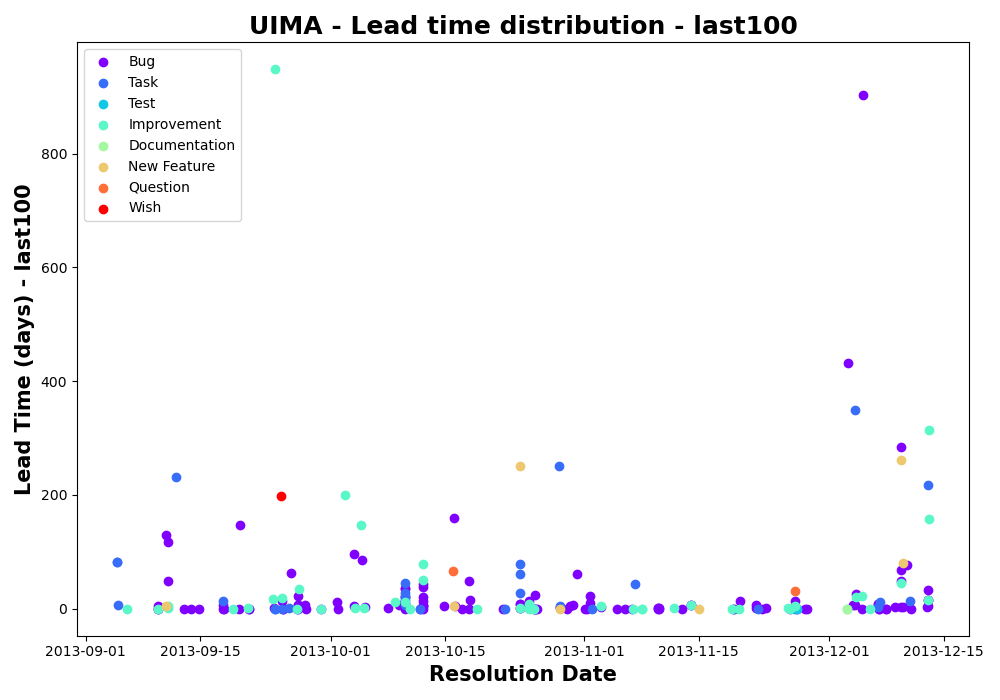 UIMA - Lead time distribution - last100
Bug
Task
Test
Improvement
Documentation
New Feature
Question
Wish
Lead Time (days) - last100
800
600
400
200
0
2013-09-01 2013-09-15 2013-10-01 2013-10-15 2013-11-01 2013-11-15 2013-12-01 2013-12-15
Resolution Date